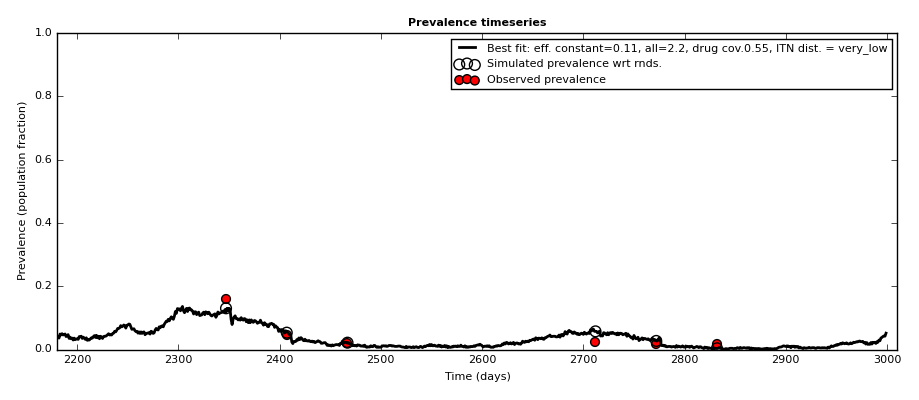 Prevalence timeseries
Best fit: eff. constant=0.11, all=2.2, drug cov.0.55, ITN dist. = very_low
Simulated prevalence wrt rnds.
Observed prevalence
Prevalence (population fraction)
1.0
0.8
0.6
0.4
0.2
0.0
2200 2300 2400 2500 2600 2700 2800 2900 3000
Time (days)